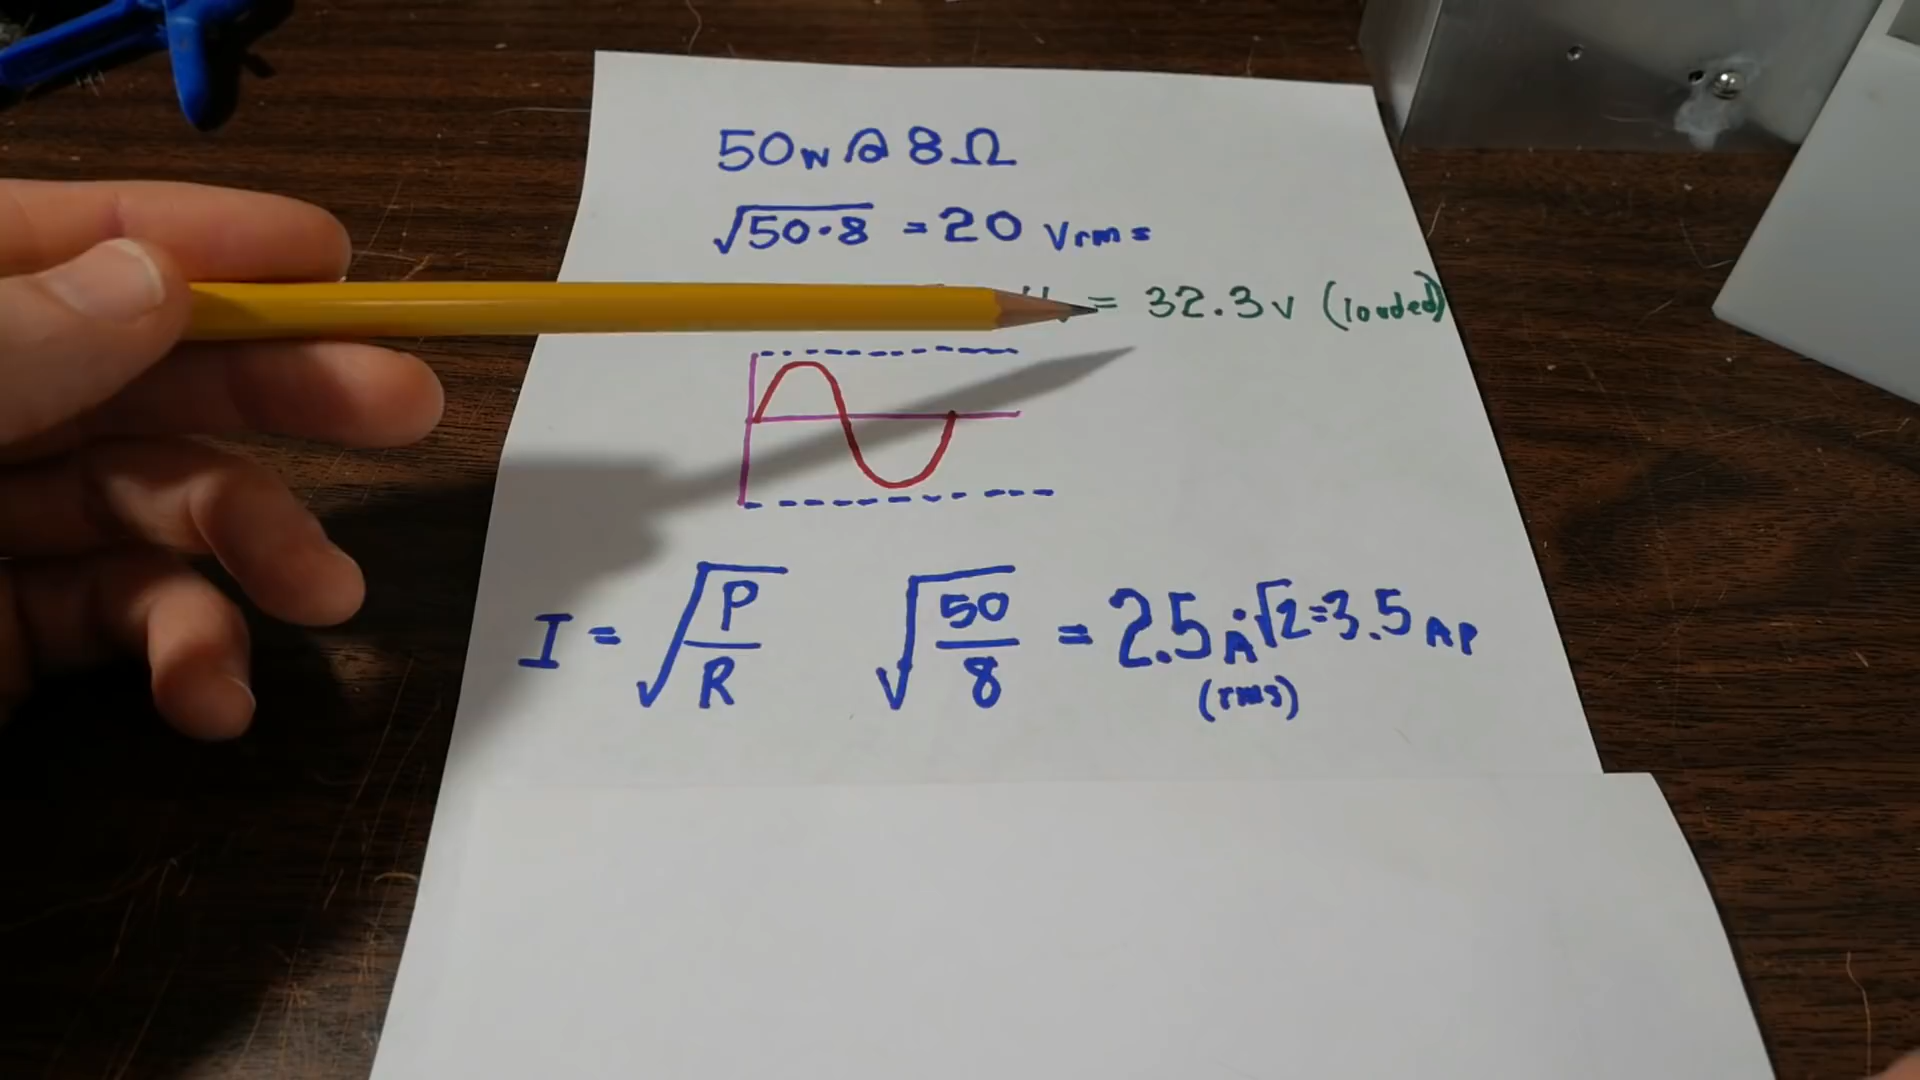 50W @ 8Ω
√50·8 = 20 Vrms
= 32.3v (loaded)
I = √P/R √50/8 = 2.5A·√2=3.5 AP
(rms)